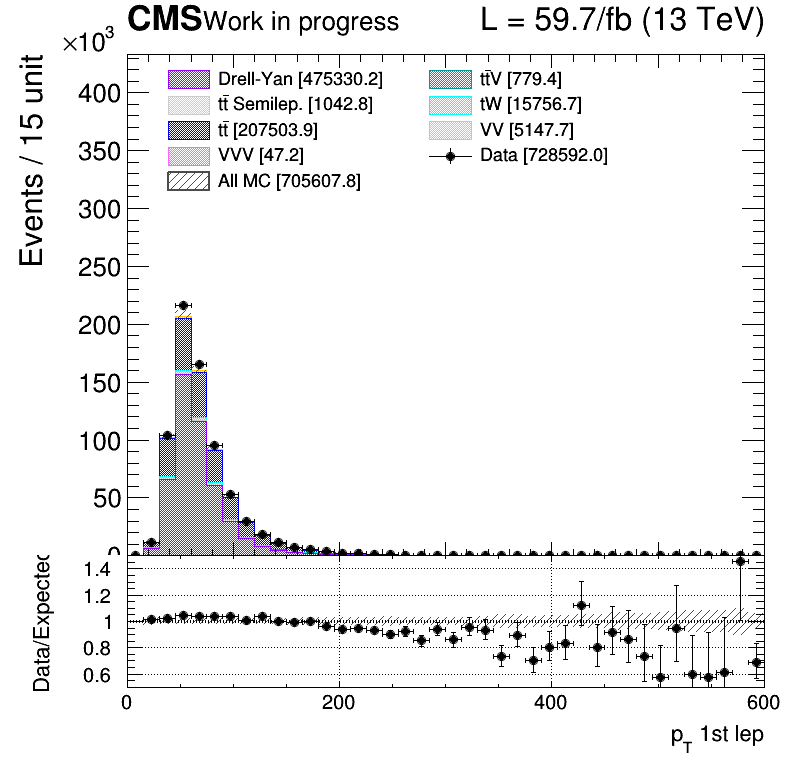 CMS Work in progress L = 59.7/fb (13 TeV)
×10³
Events / 15 unit
400
350
300
250
200
150
100
50
0
Drell-Yan [475330.2]
tt̄ Semilep. [1042.8]
tt̄ [207503.9]
VVV [47.2]
All MC [705607.8]
tt̄V [779.4]
tW [15756.7]
VV [5147.7]
Data [728592.0]
Data/Expected
1.4
1.2
1
0.8
0.6
0 200 400 600
p_T 1st lep